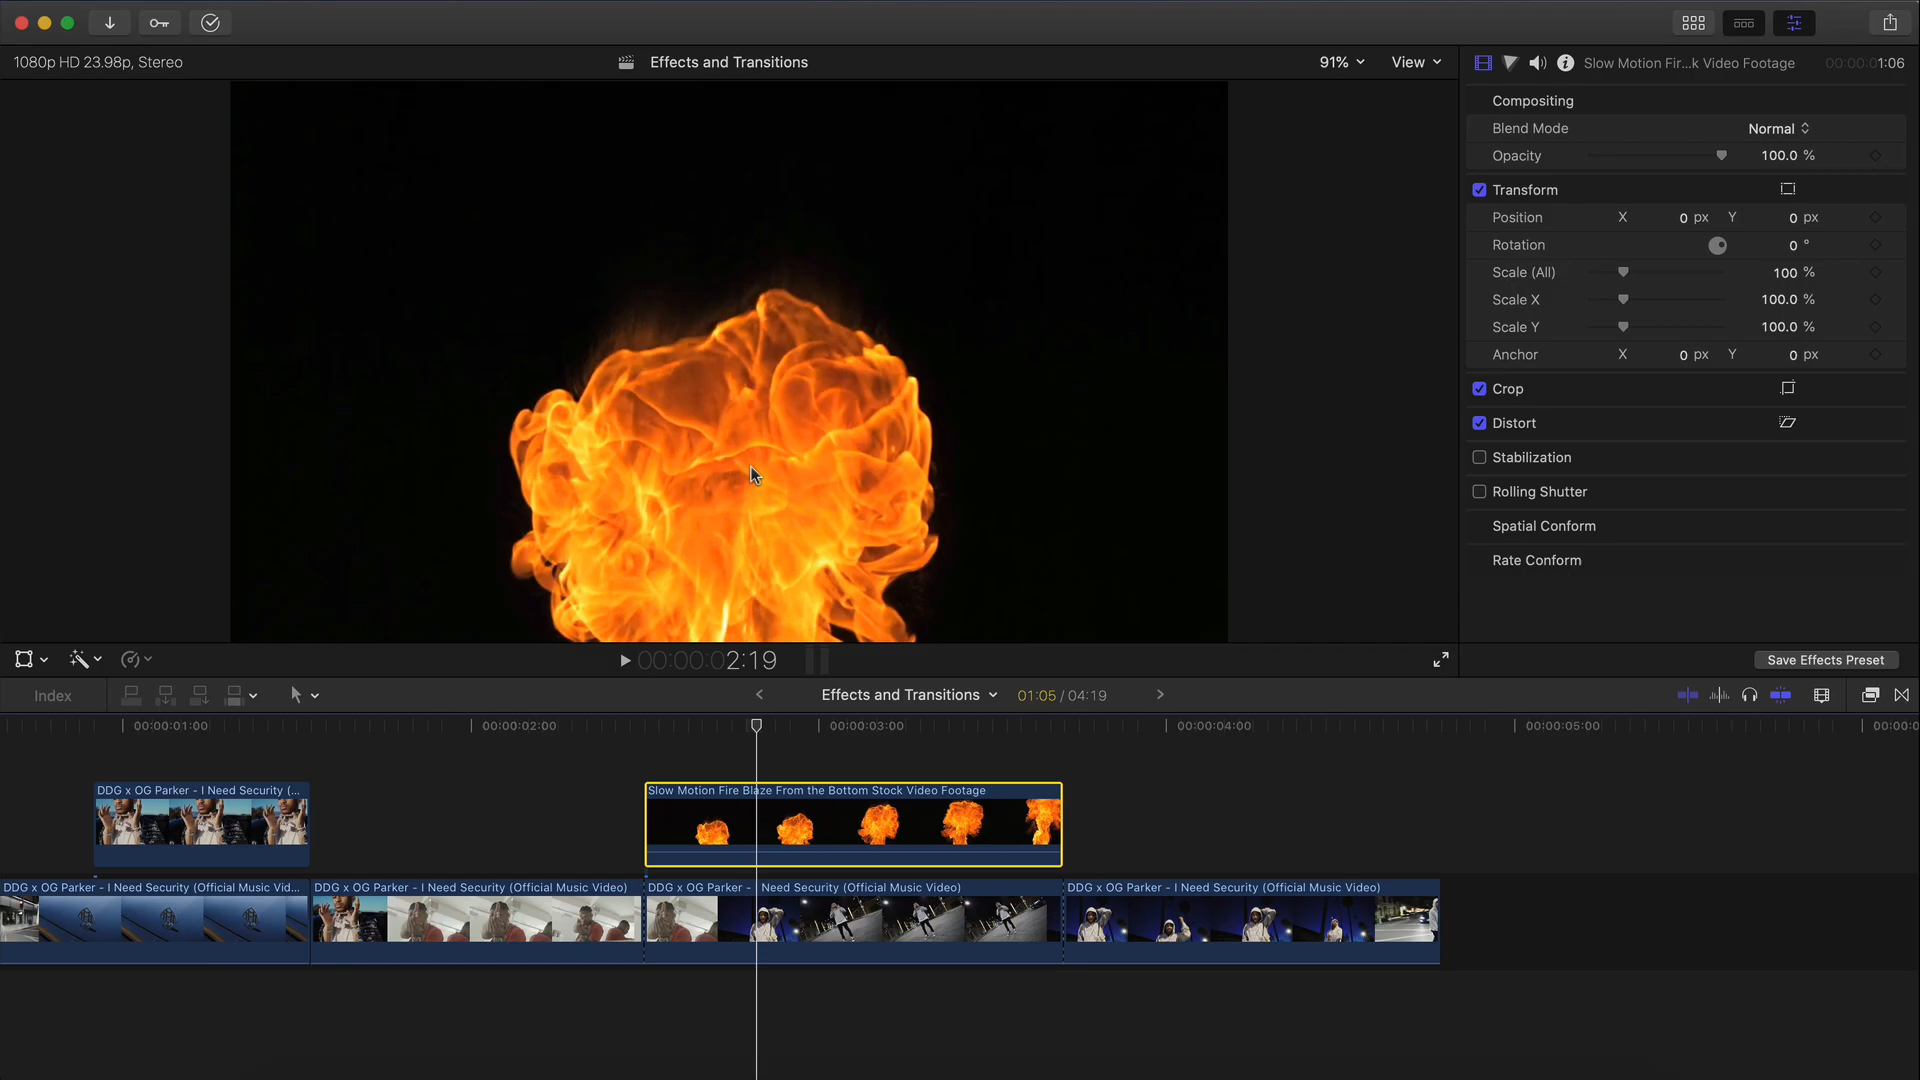 1080p HD 23.98p, Stereo
Effects and Transitions
91%
View
Slow Motion Fir...k Video Footage
00:00:01:06
Compositing
Blend Mode
Normal
Opacity
100.0 %
Transform
Position
X
0 px
Y
0 px
Rotation
0 °
Scale (All)
100 %
Scale X
100.0 %
Scale Y
100.0 %
Anchor
X
0 px
Y
0 px
Crop
Distort
Stabilization
Rolling Shutter
Spatial Conform
Rate Conform
00:00:02:19
Save Effects Preset
Index
Effects and Transitions
01:05 / 04:19
00:00:01:00
00:00:02:00
00:00:03:00
00:00:04:00
00:00:05:00
00:00:0
DDG x OG Parker - I Need Security (...
Slow Motion Fire Blaze From the Bottom Stock Video Footage
DDG x OG Parker - I Need Security (Official Music Vid...
DDG x OG Parker - I Need Security (Official Music Video)
DDG x OG Parker - Need Security (Official Music Video)
DDG x OG Parker - I Need Security (Official Music Video)